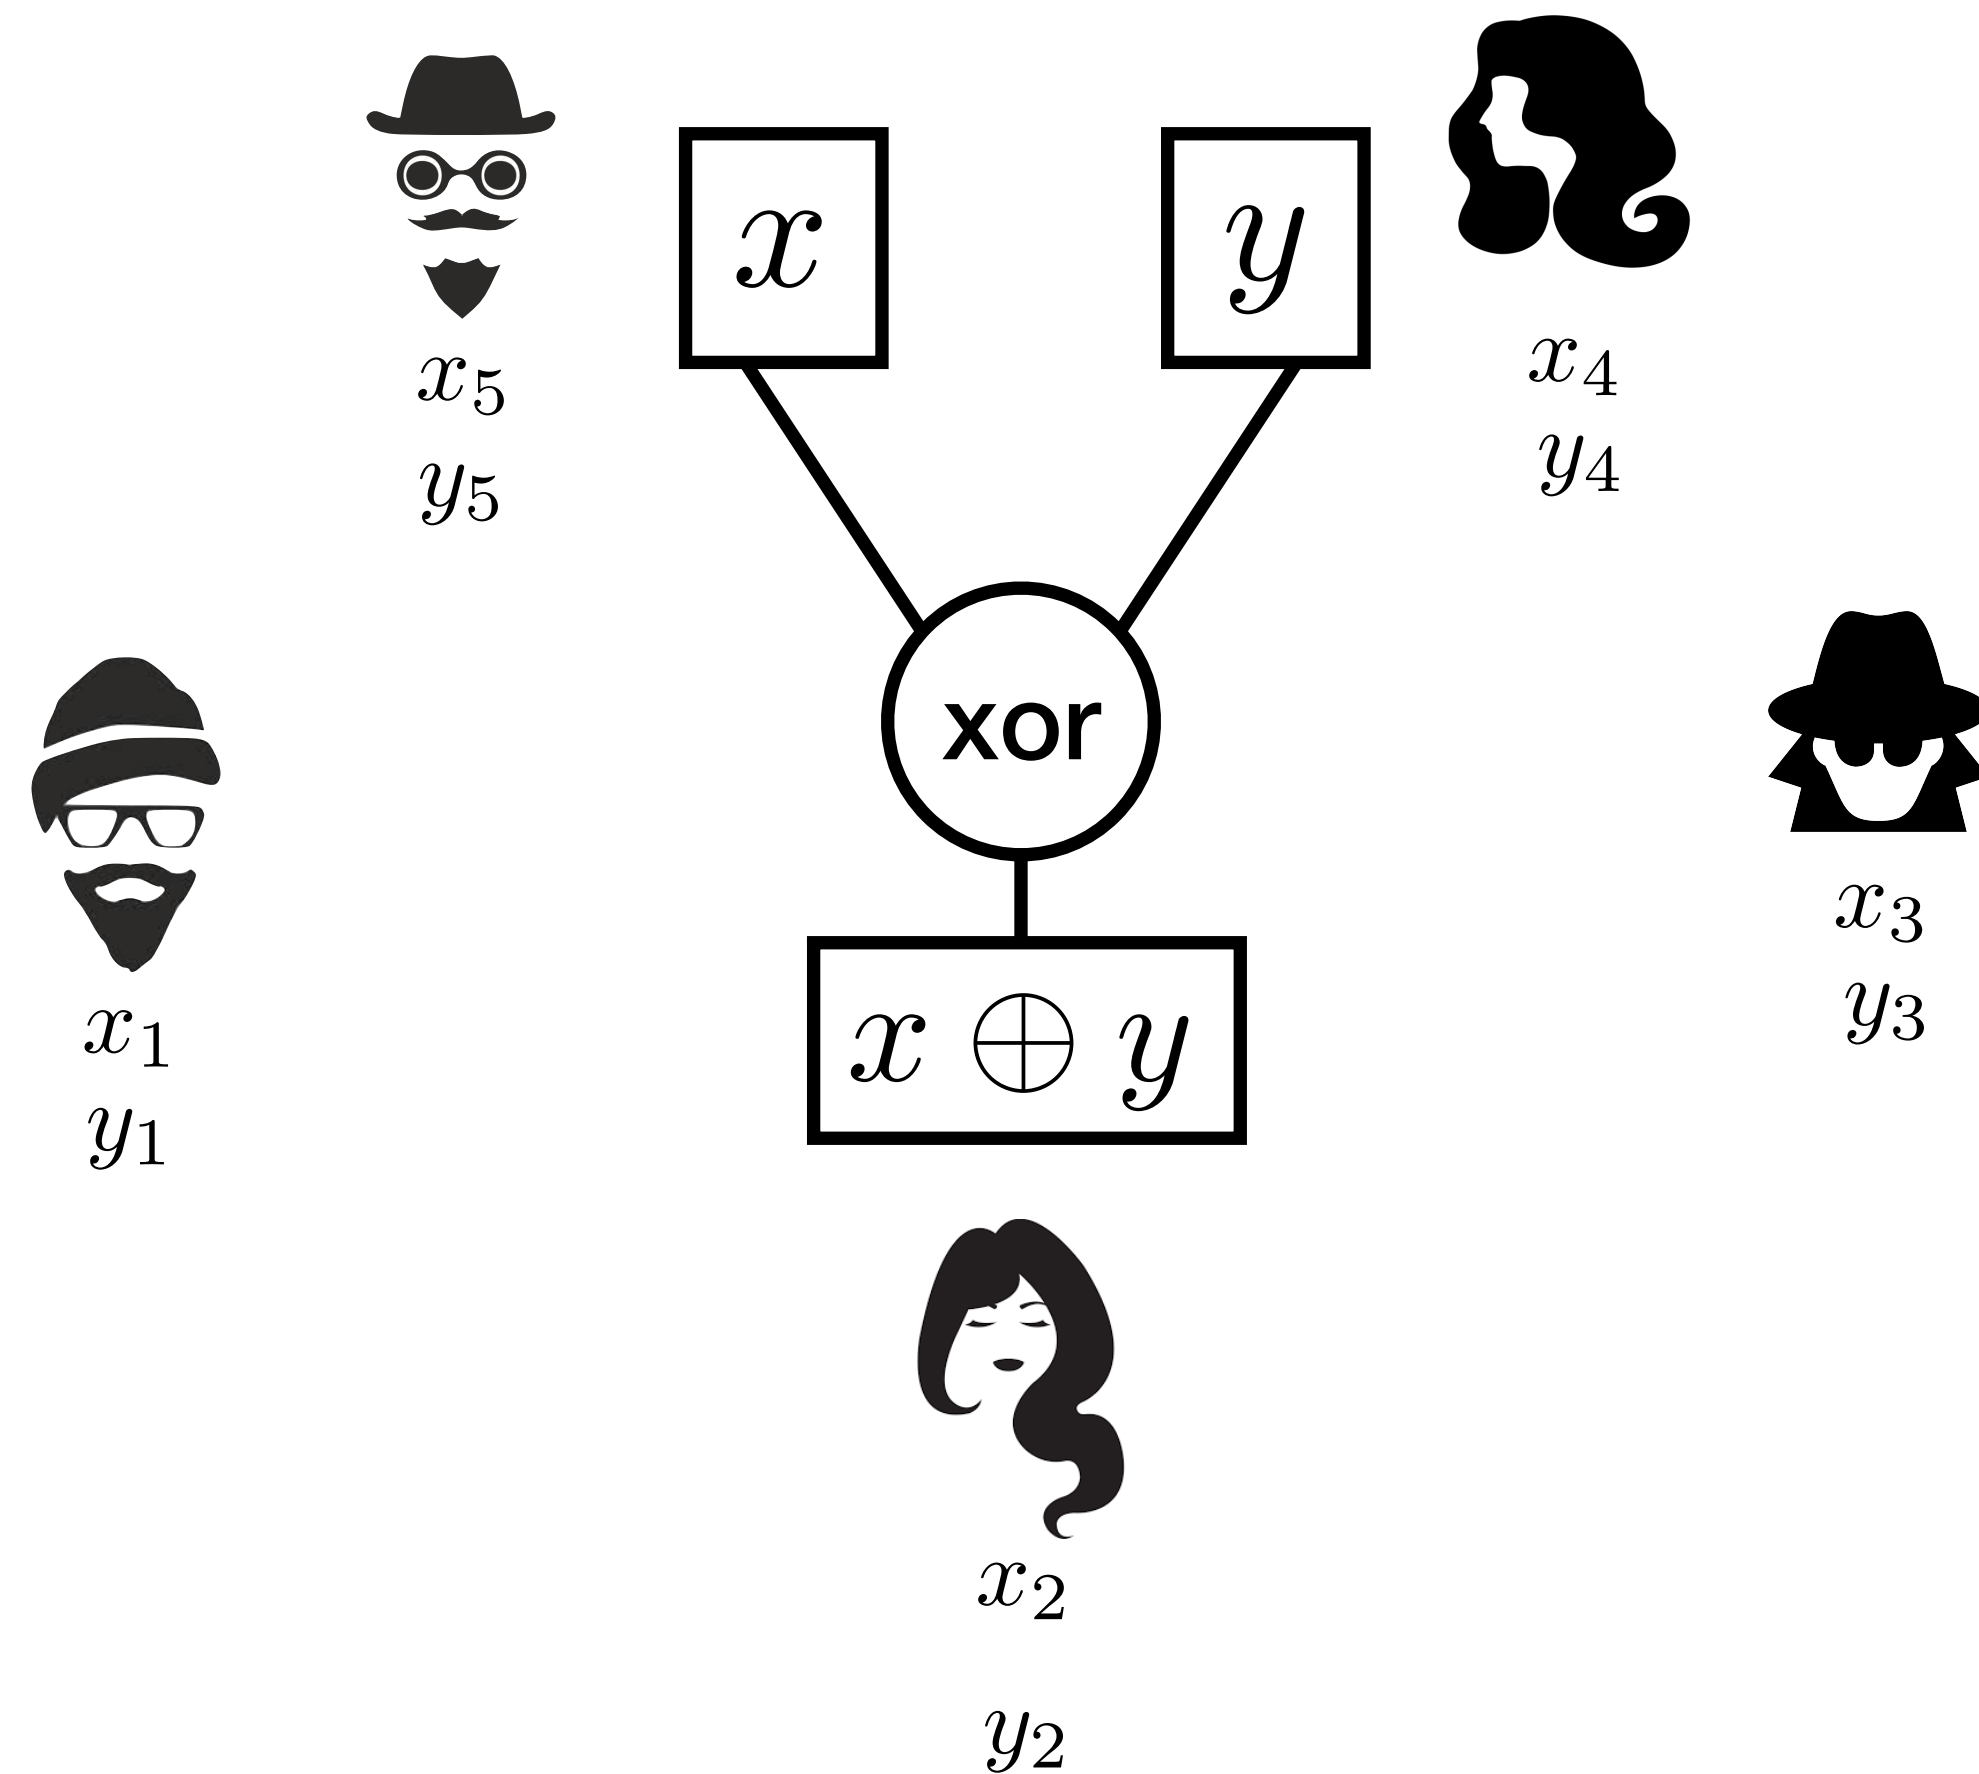 x
y
x₅
y₅
x₄
y₄
xor
x₃
y₃
x ⊕ y
x₁
y₁
x₂
y₂